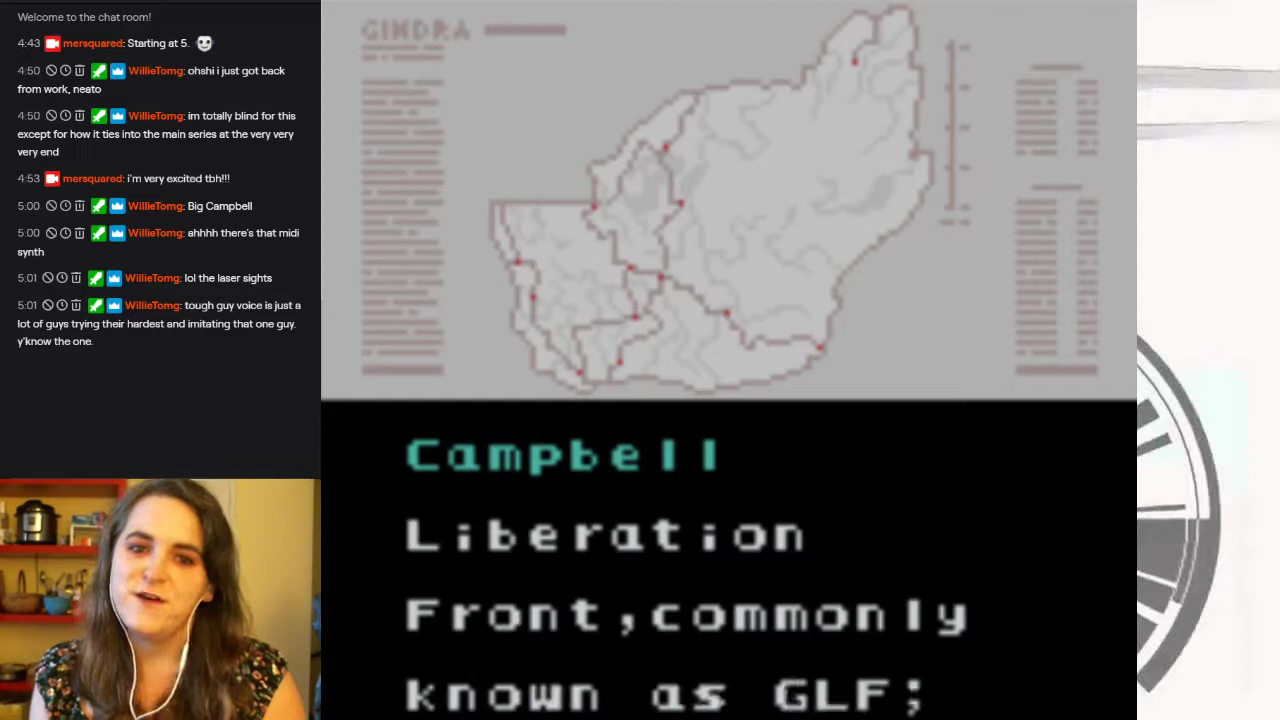 Welcome to the chat room!
4:43 mersquared: Starting at 5.
4:50 WillieTomg: ohshi i just got back
from work, neato
4:50 WillieTomg: im totally blind for this
except for how it ties into the main series at the very very
very end
4:53 mersquared: i'm very excited tbh!!!
5:00 WillieTomg: Big Campbell
5:00 WillieTomg: ahhhh there's that midi
synth
5:01 WillieTomg: lol the laser sights
5:01 WillieTomg: tough guy voice is just a
lot of guys trying their hardest and imitating that one guy.
y'know the one.
GINDRA
Campbell
Liberation
Front,commonly
known as GLF;